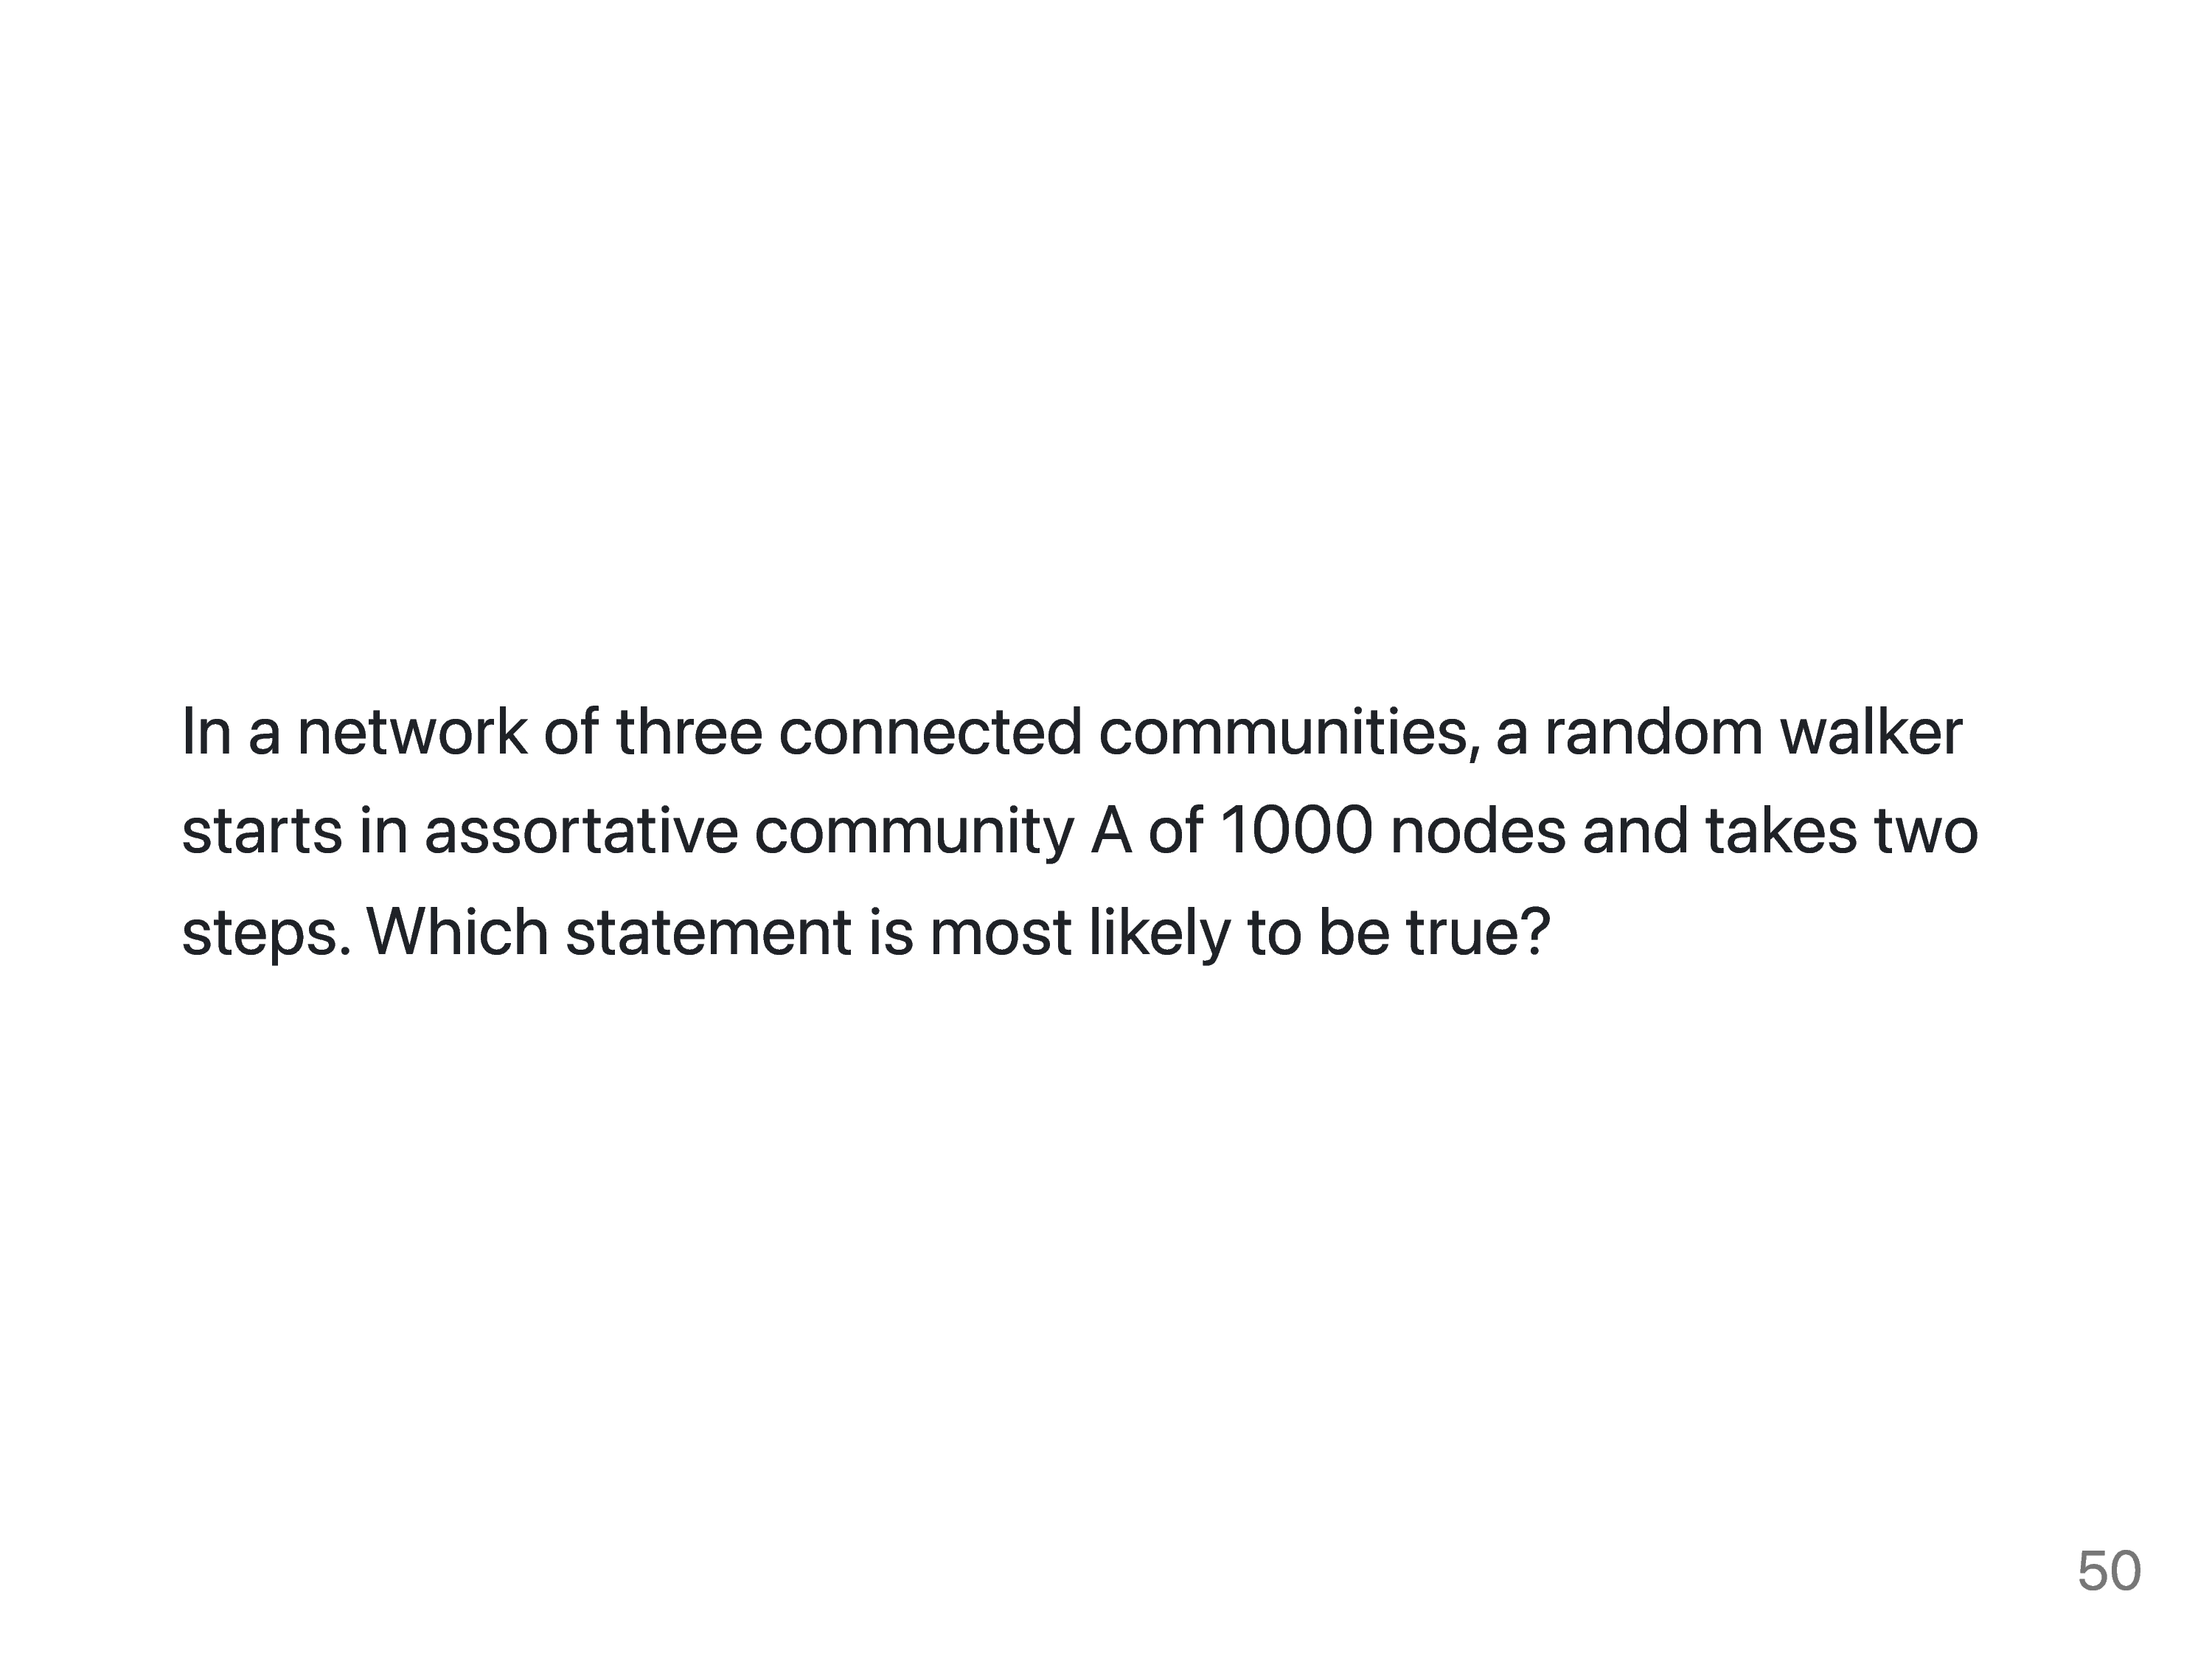 In a network of three connected communities, a random walker
starts in assortative community A of 1000 nodes and takes two
steps. Which statement is most likely to be true?
50